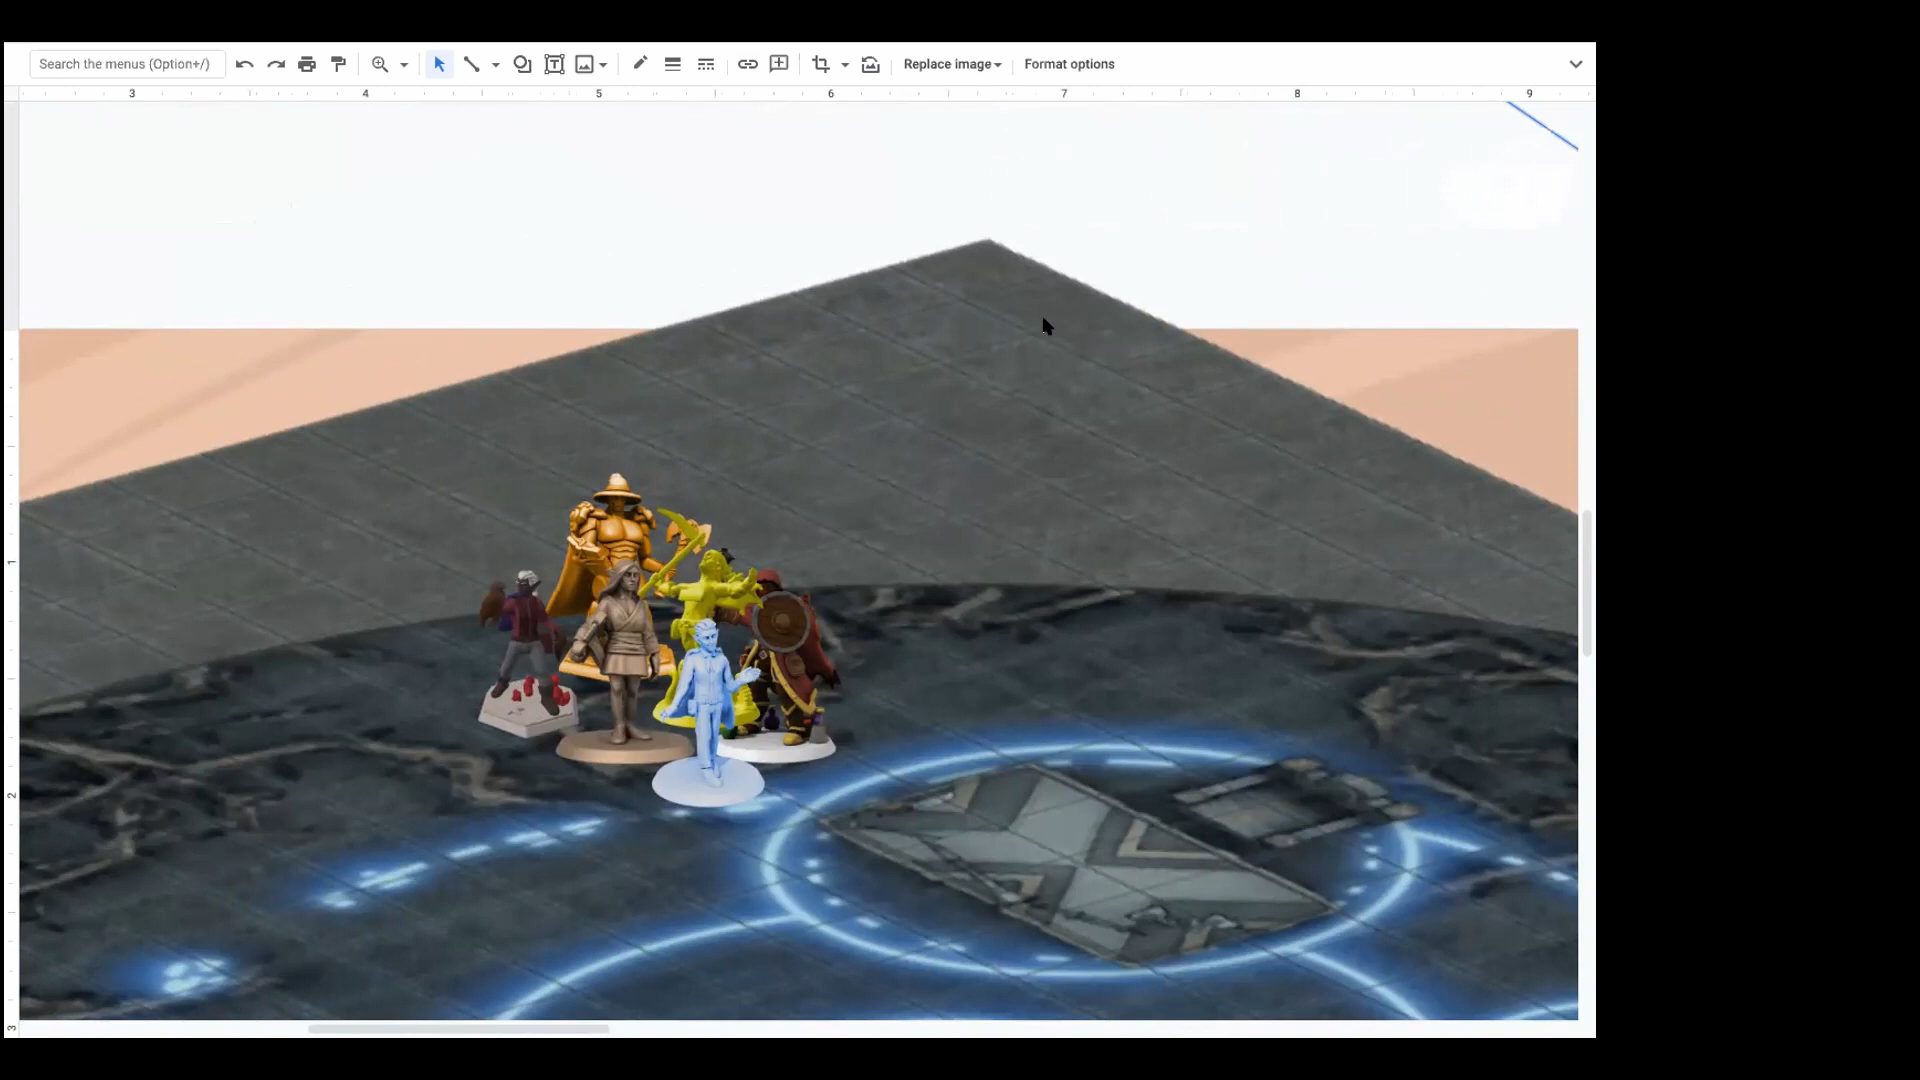 Search the menus (Option+/)
Replace image
Format options
3 4 5 6 7 8 9
1
2
3